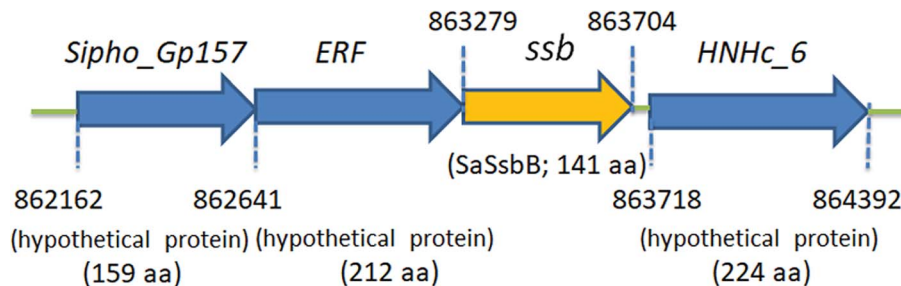 863279 863704
Sipho_Gp157 ERF ssb HNHc_6
(SaSsbB; 141 aa)
862162 862641 863718 864392
(hypothetical protein) (hypothetical protein) (hypothetical protein)
(159 aa) (212 aa) (224 aa)